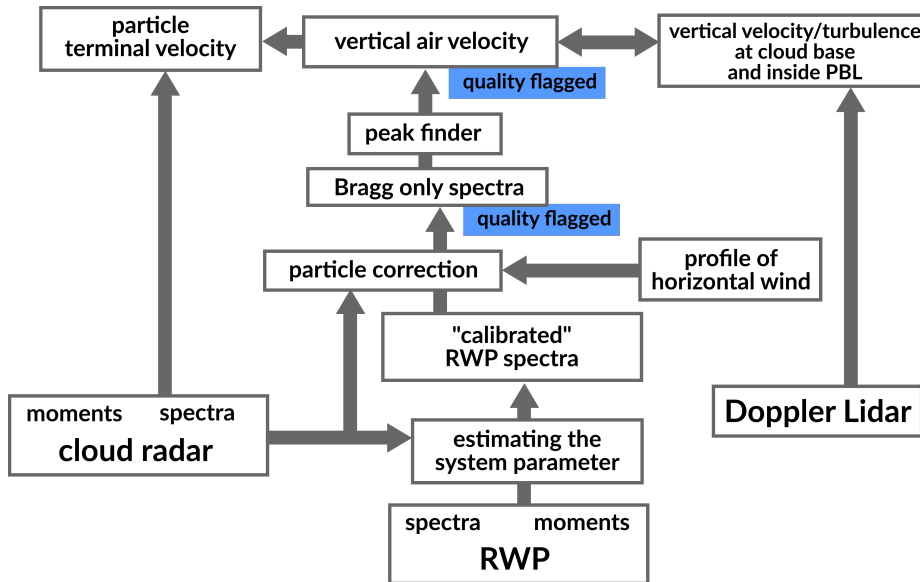 particle
terminal velocity
vertical air velocity
vertical velocity/turbulence
at cloud base
and inside PBL
quality flagged
peak finder
Bragg only spectra
quality flagged
particle correction
profile of
horizontal wind
"calibrated"
RWP spectra
moments spectra
cloud radar
Doppler Lidar
estimating the
system parameter
spectra moments
RWP